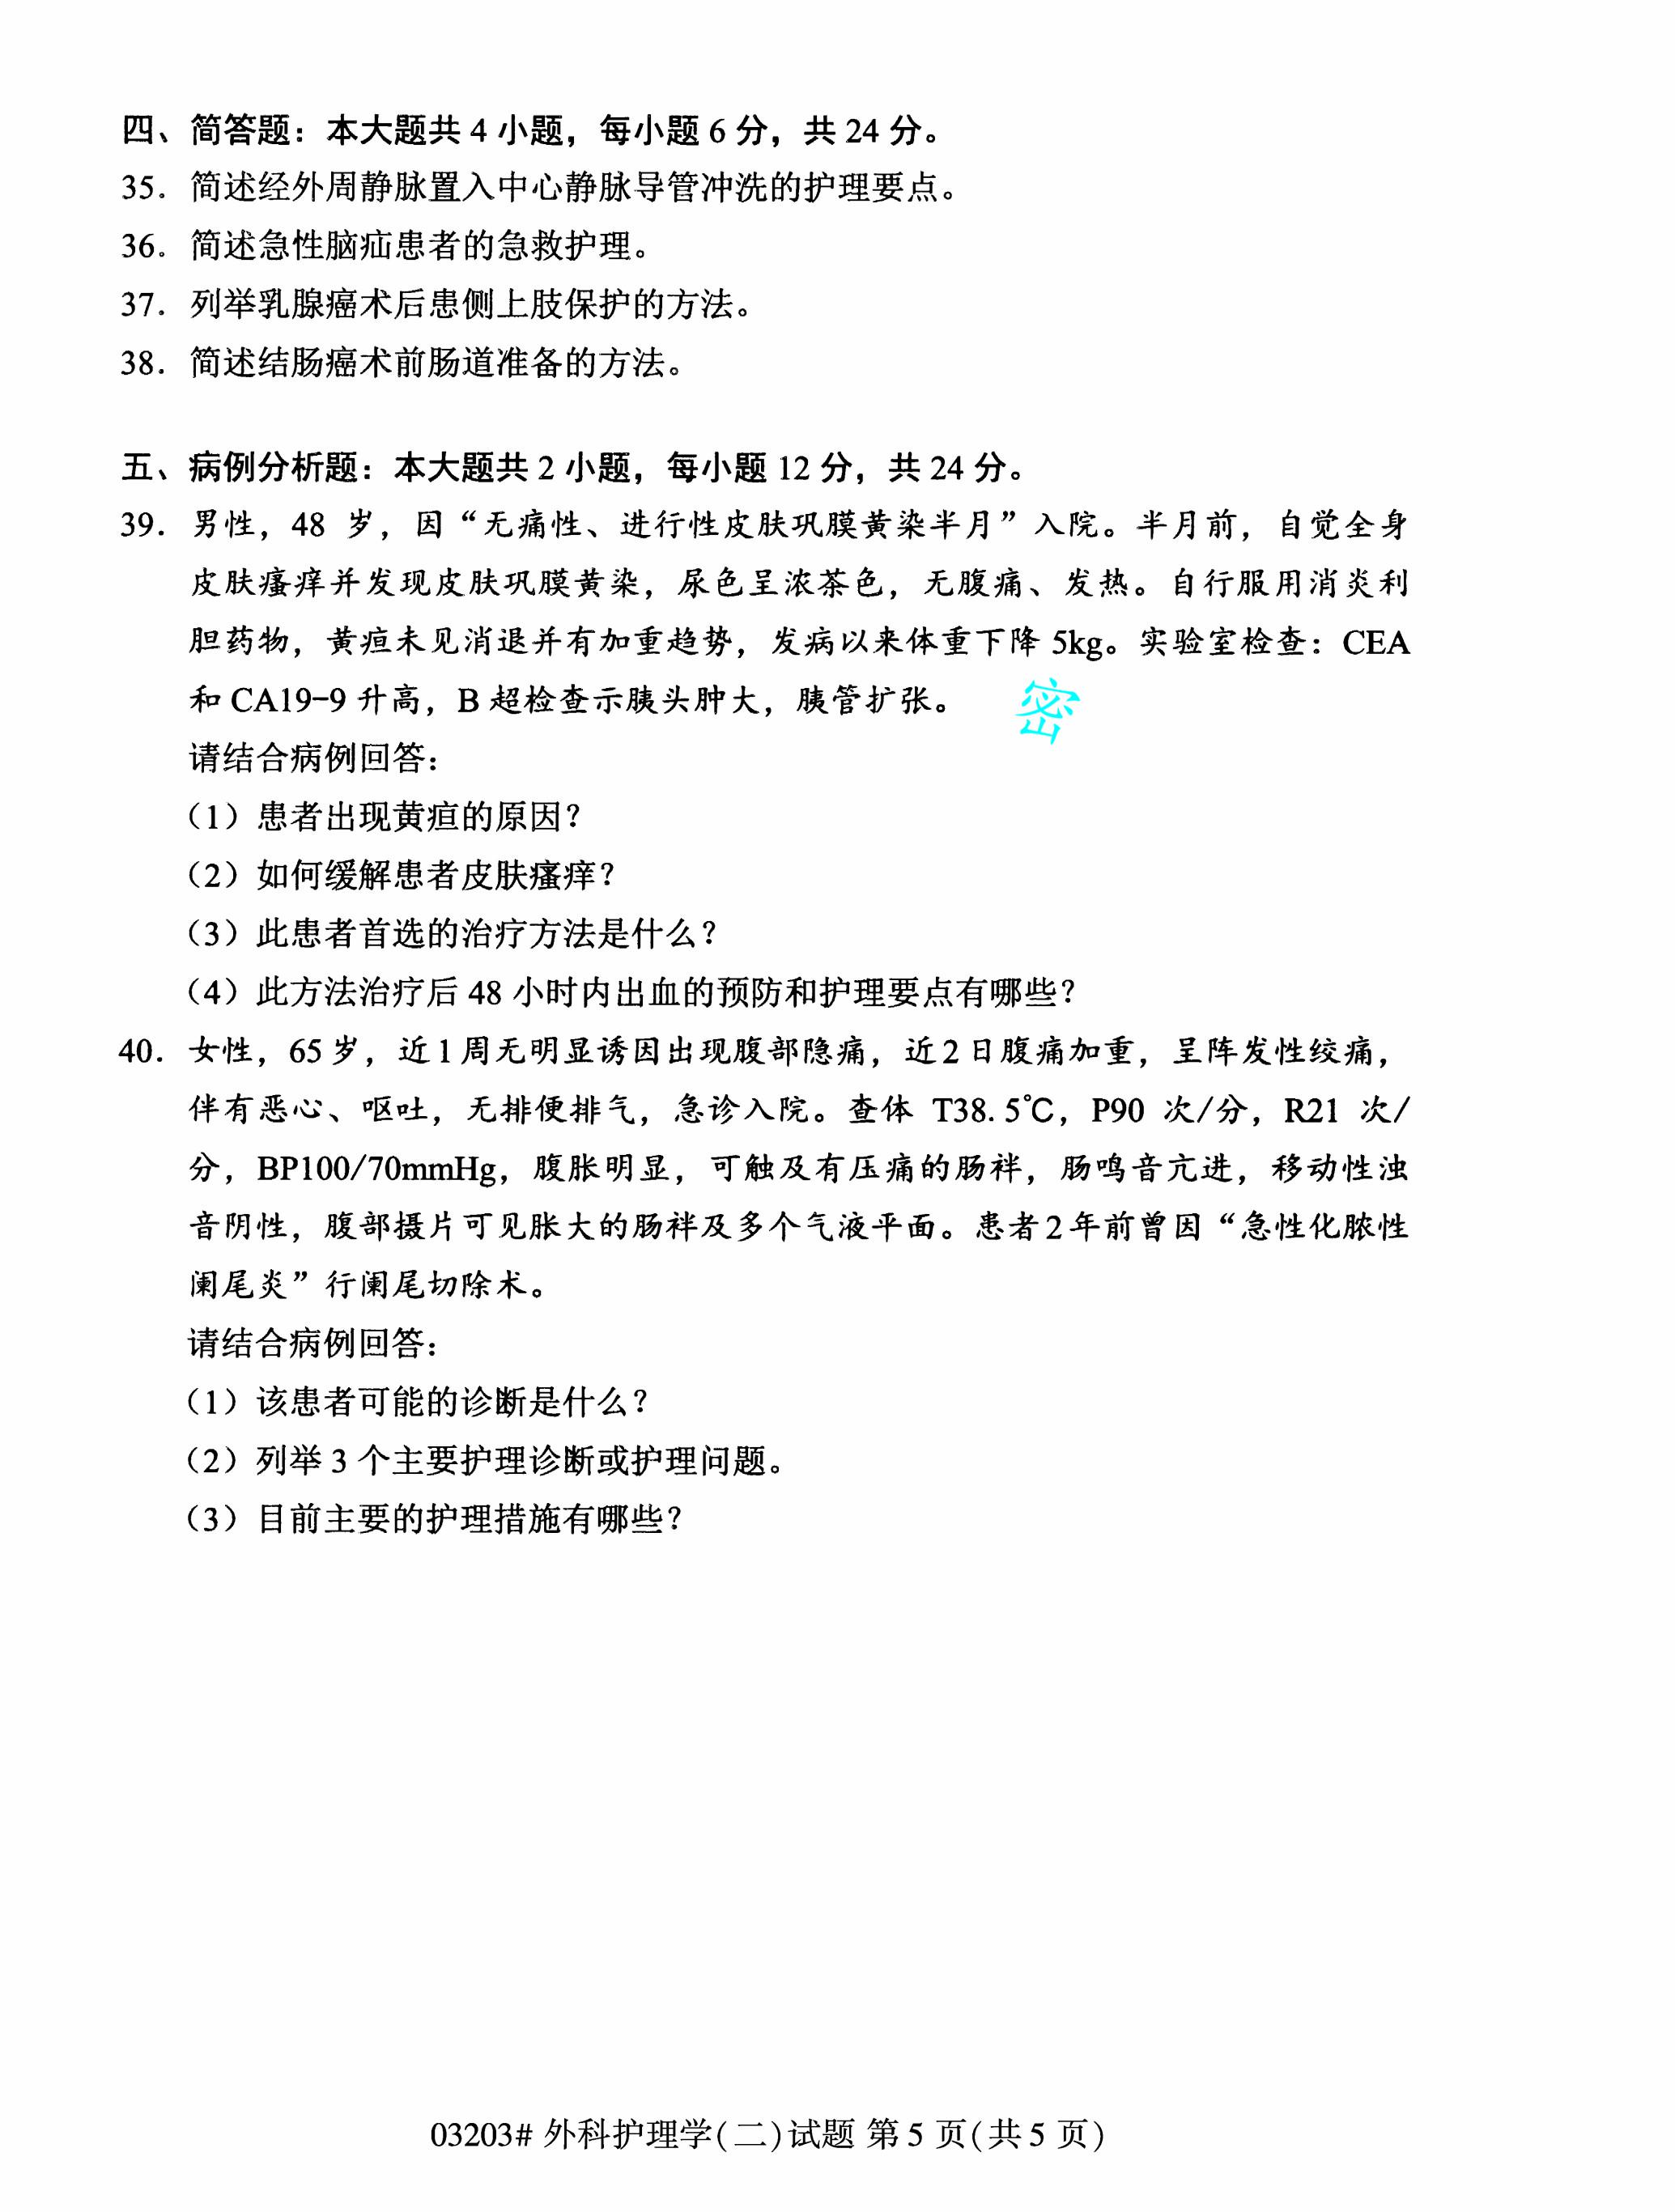 四、简答题：本大题共 4 小题，每小题 6 分，共 24 分。
35. 简述经外周静脉置入中心静脉导管冲洗的护理要点。
36. 简述急性脑疝患者的急救护理。
37. 列举乳腺癌术后患侧上肢保护的方法。
38. 简述结肠癌术前肠道准备的方法。
五、病例分析题：本大题共 2 小题，每小题 12 分，共 24 分。
39. 男性，48 岁，因“无痛性、进行性皮肤巩膜黄染半月”入院。半月前，自觉全身
皮肤瘙痒并发现皮肤巩膜黄染，尿色呈浓茶色，无腹痛、发热。自行服用消炎利
胆药物，黄疸未见消退并有加重趋势，发病以来体重下降 5kg。实验室检查：CEA
和 CA19-9 升高，B 超检查示胰头肿大，胰管扩张。
密
请结合病例回答：
（1）患者出现黄疸的原因？
（2）如何缓解患者皮肤瘙痒？
（3）此患者首选的治疗方法是什么？
（4）此方法治疗后 48 小时内出血的预防和护理要点有哪些？
40. 女性，65 岁，近 1 周无明显诱因出现腹部隐痛，近 2 日腹痛加重，呈阵发性绞痛，
伴有恶心、呕吐，无排便排气，急诊入院。查体 T38.5℃，P90 次/分，R21 次/
分，BP100/70mmHg，腹胀明显，可触及有压痛的肠袢，肠鸣音亢进，移动性浊
音阴性，腹部摄片可见胀大的肠袢及多个气液平面。患者 2 年前曾因“急性化脓性
阑尾炎”行阑尾切除术。
请结合病例回答：
（1）该患者可能的诊断是什么？
（2）列举 3 个主要护理诊断或护理问题。
（3）目前主要的护理措施有哪些？
03203# 外科护理学(二)试题 第 5 页(共 5 页)